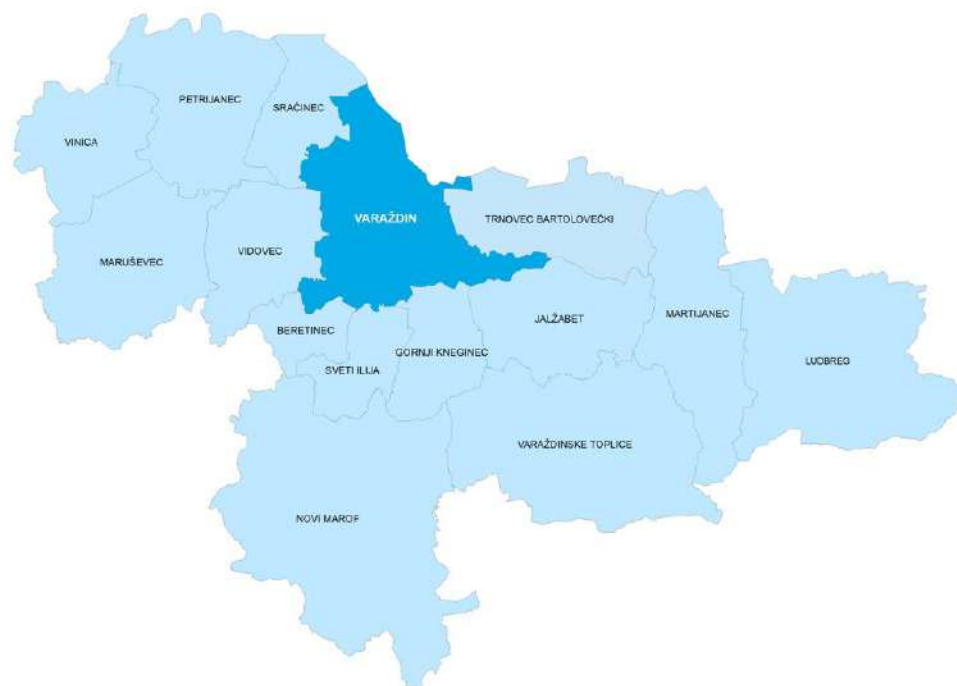 PETRIJANEC
SRAČINEC
VINICA
VARAŽDIN
TRNOVEC BARTOLOVEČKI
VIDOVEC
MARUŠEVEC
MARTIJANEC
JALŽABET
BERETINEC
GORNJI KNEGINEC
LUDBREG
SVETI ILIJA
VARAŽDINSKE TOPLICE
NOVI MAROF